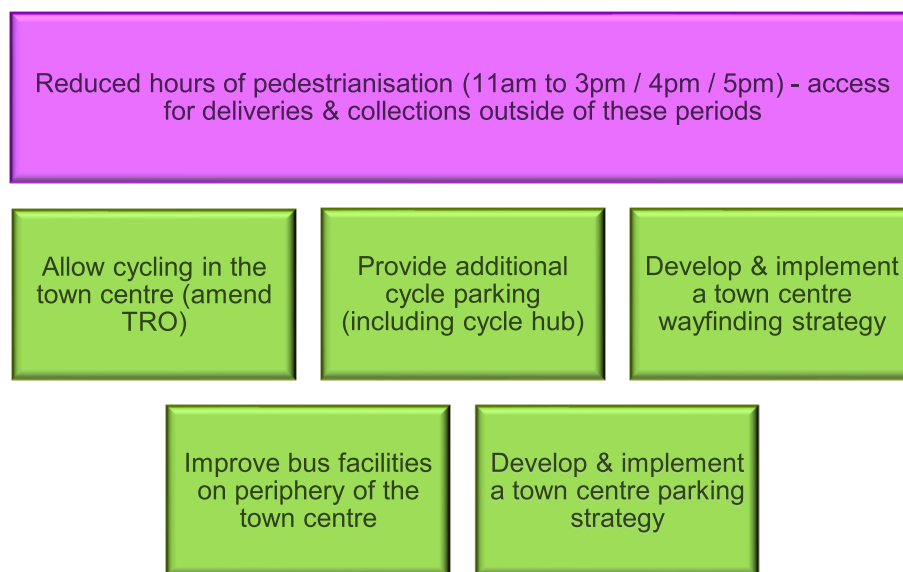 Reduced hours of pedestrianisation (11am to 3pm / 4pm / 5pm) - access
for deliveries & collections outside of these periods
Allow cycling in the
town centre (amend
TRO)
Provide additional
cycle parking
(including cycle hub)
Develop & implement
a town centre
wayfinding strategy
Improve bus facilities
on periphery of the
town centre
Develop & implement
a town centre parking
strategy